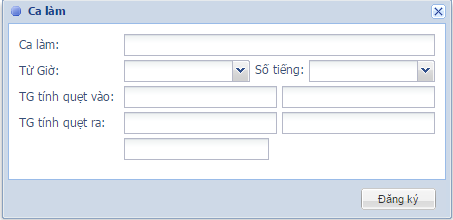 Ca làm
Ca làm:
Từ Giờ: Số tiếng:
TG tính quẹt vào:
TG tính quẹt ra:
Đăng ký